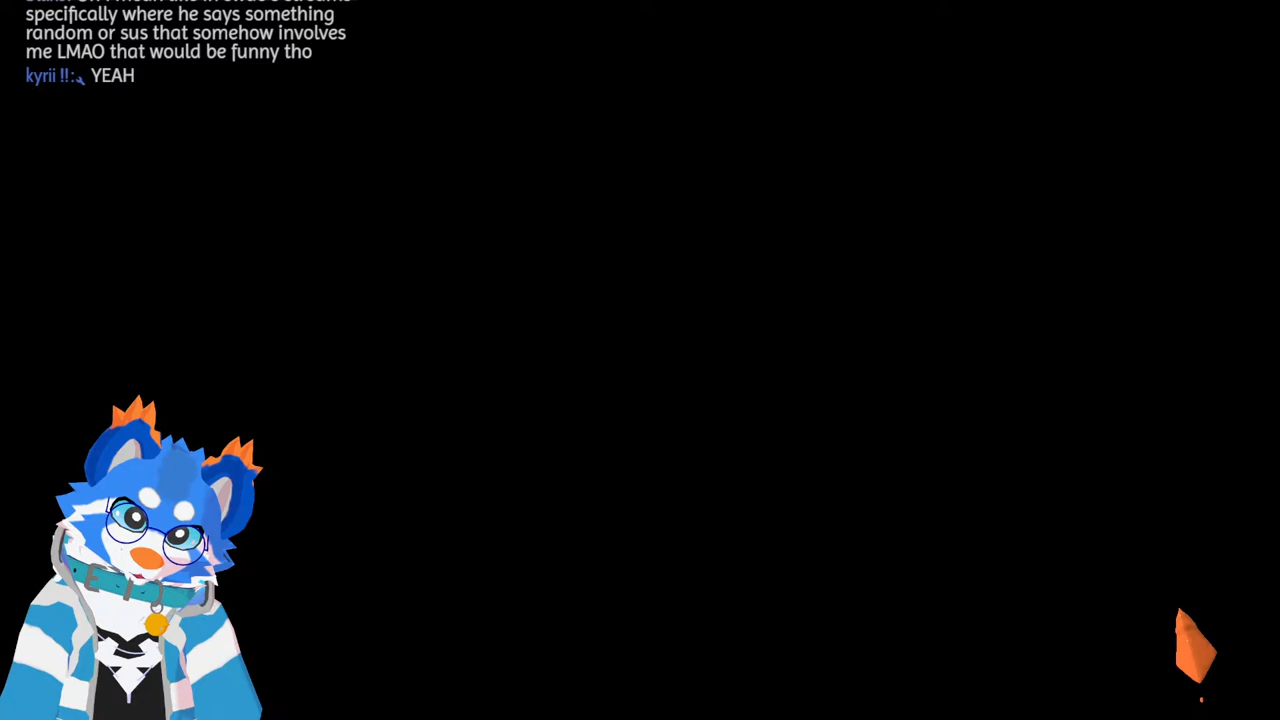 specifically where he says something
random or sus that somehow involves
me LMAO that would be funny tho
kyrii !!: YEAH